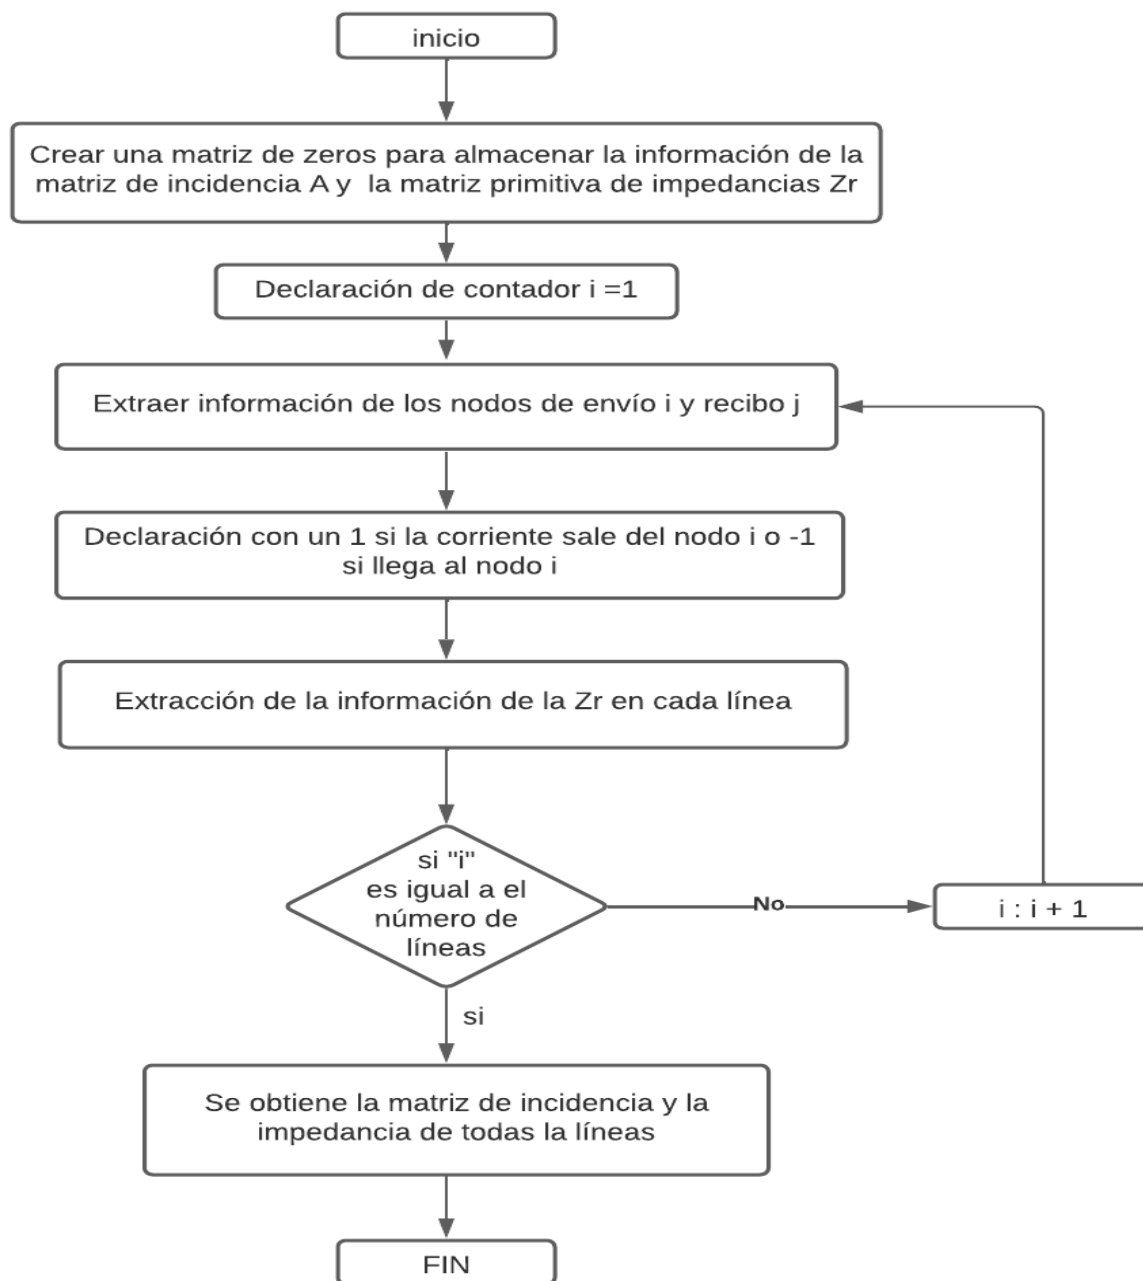 inicio
Crear una matriz de zeros para almacenar la información de la
matriz de incidencia A y la matriz primitiva de impedancias Zr
Declaración de contador i =1
Extraer información de los nodos de envío i y recibo j
Declaración con un 1 si la corriente sale del nodo i o -1
si llega al nodo i
Extracción de la información de la Zr en cada línea
si "i"
es igual a el
número de
líneas
No
i : i + 1
si
Se obtiene la matriz de incidencia y la
impedancia de todas la líneas
FIN